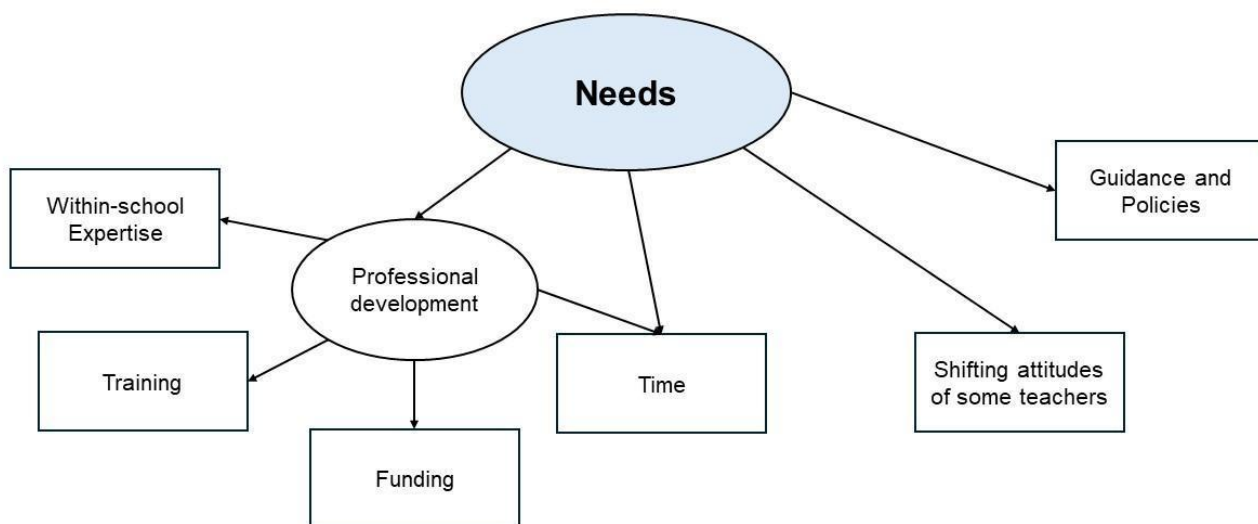 Needs
Guidance and
Policies
Within-school
Expertise
Professional
development
Training
Time
Shifting attitudes
of some teachers
Funding